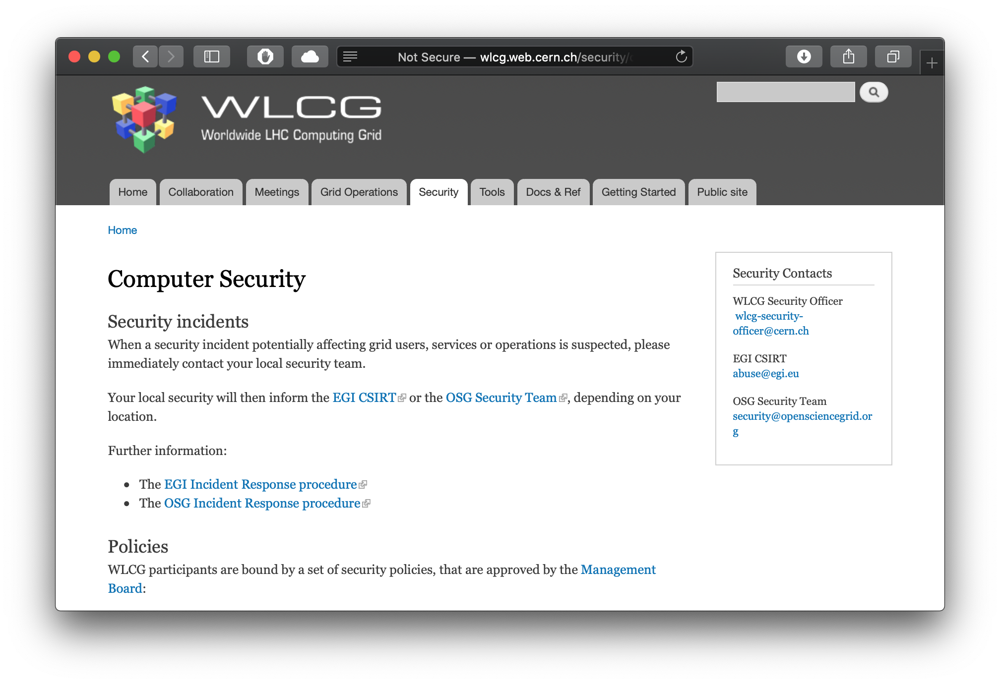 Not Secure — wlcg.web.cern.ch/security/
WLCG
Worldwide LHC Computing Grid
Home
Collaboration
Meetings
Grid Operations
Security
Tools
Docs & Ref
Getting Started
Public site
Home
Computer Security
Security incidents
When a security incident potentially affecting grid users, services or operations is suspected, please
immediately contact your local security team.
Your local security will then inform the EGI CSIRT or the OSG Security Team, depending on your
location.
Further information:
• The EGI Incident Response procedure
• The OSG Incident Response procedure
Policies
WLCG participants are bound by a set of security policies, that are approved by the Management
Board:
Security Contacts
WLCG Security Officer
wlcg-security-
officer@cern.ch
EGI CSIRT
abuse@egi.eu
OSG Security Team
security@opensciencegrid.or
g